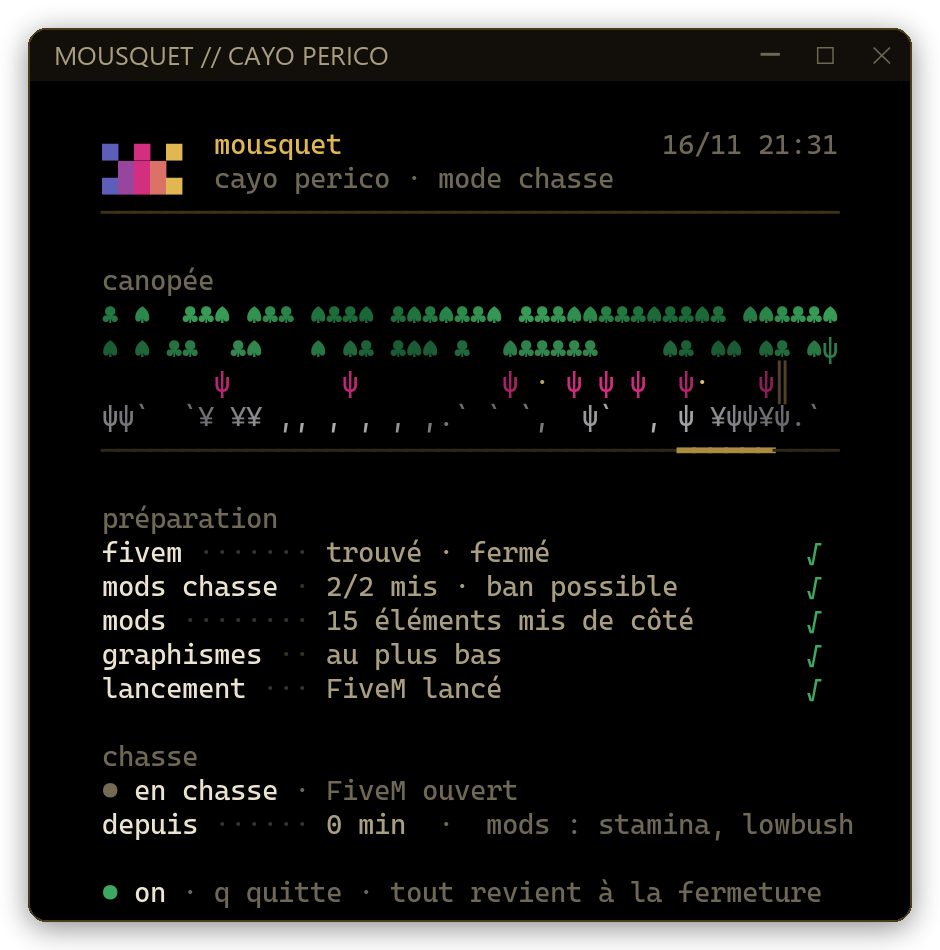 MOUSQUET // CAYO PERICO
mousquet 16/11 21:31
cayo perico · mode chasse
canopée
♣ ♠ ♣♣♠ ♠♣♣ ♠♣♣♠ ♣♠♣♠♣♣♠ ♣♣♣♠♠♠♣♣♠♣♣♣♣ ♠♠♣♣♣♠
♠ ♠ ♣♣ ♣♠ ♠ ♠♣ ♣♠♠ ♣ ♠♣♣♣♣♣ ♠♣ ♠♠ ♠♣ ♠ψ
ψ ψ ψ · ψ ψ ψ ψ· ψ║
ψψ` `¥ ¥¥ ,, , , , ,.` ` `, ψ` , ψ ¥ψψ¥ψ.`
préparation
fivem ······· trouvé · fermé √
mods chasse · 2/2 mis · ban possible √
mods ········ 15 éléments mis de côté √
graphismes ·· au plus bas √
lancement ··· FiveM lancé √
chasse
● en chasse · FiveM ouvert
depuis ······ 0 min · mods : stamina, lowbush
● on · q quitte · tout revient à la fermeture